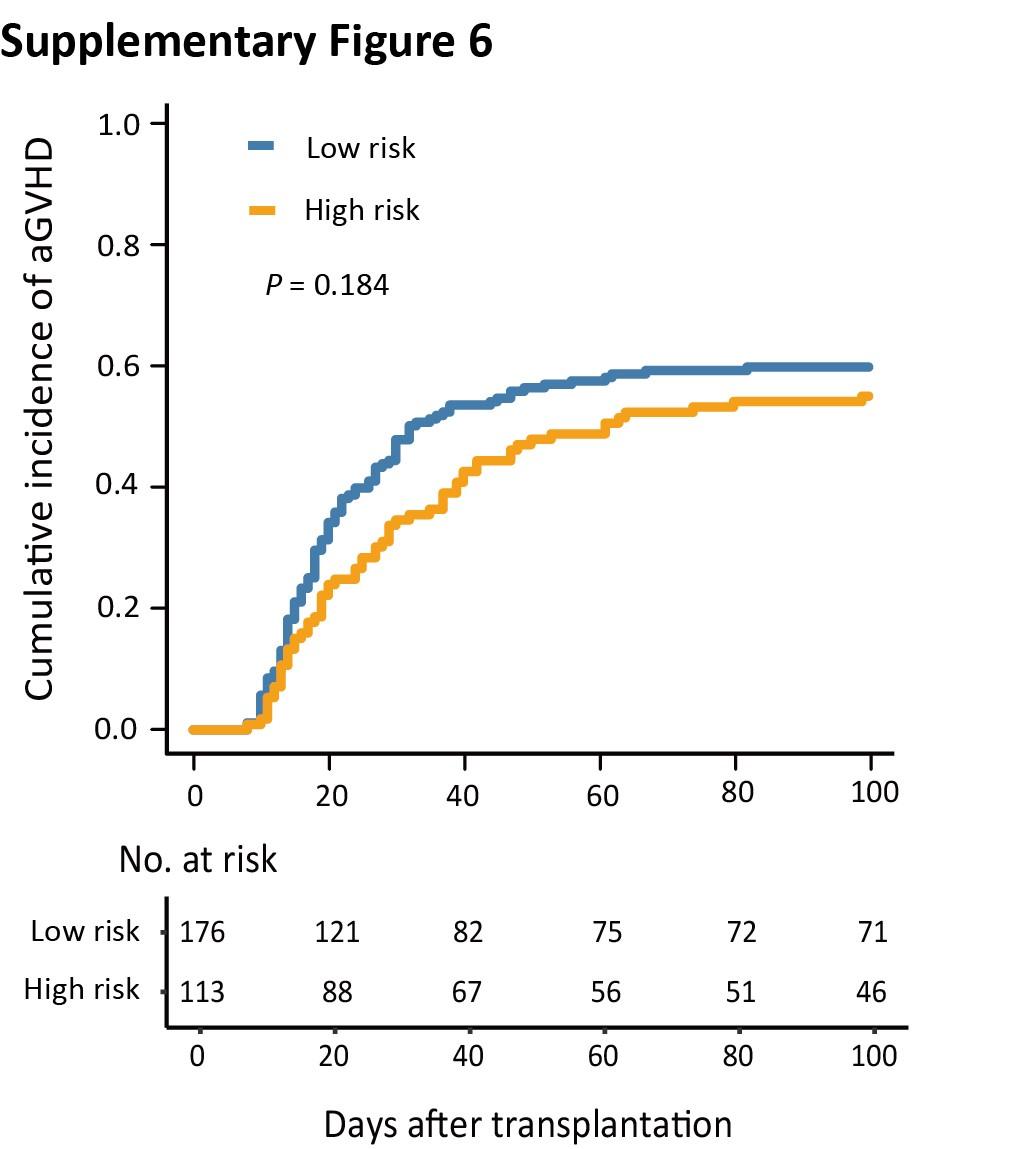 Supplementary Figure 6
Cumulative incidence of aGVHD
1.0
0.8
0.6
0.4
0.2
0.0
Low risk
High risk
P = 0.184
0 20 40 60 80 100
No. at risk
Low risk 176 121 82 75 72 71
High risk 113 88 67 56 51 46
0 20 40 60 80 100
Days after transplantation